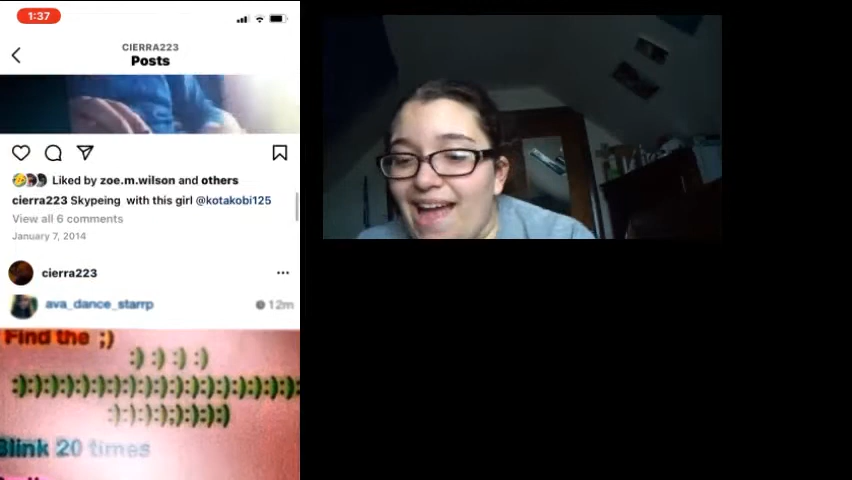 1:37
CIERRA223
Posts
Liked by zoe.m.wilson and others
cierra223 Skypeing with this girl @kotakobi125
View all 6 comments
January 7, 2014
cierra223
ava_dance_starrp
12m
Find the ;)
:) :) :) :)
Blink 20 times